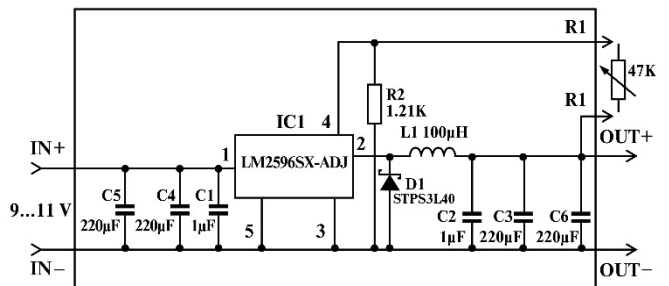 R1
47K
R1
R2
1.21K
IC1
4
L1 100µH
OUT+
IN+
1
LM2596SX-ADJ
2
D1
STPS3L40
9...11 V
C5
220µF
C4
220µF
C1
1µF
5
3
C2
1µF
C3
220µF
C6
220µF
IN–
OUT–